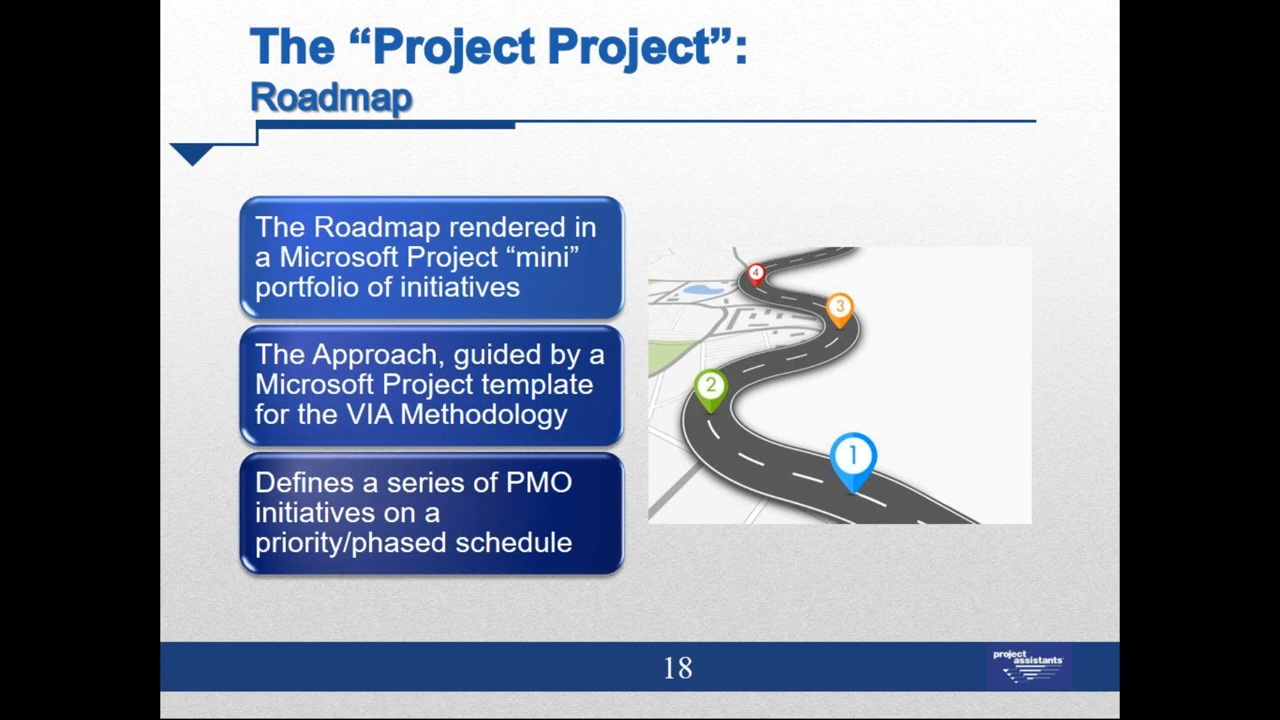 The “Project Project”:
Roadmap
The Roadmap rendered in
a Microsoft Project “mini”
portfolio of initiatives
The Approach, guided by a
Microsoft Project template
for the VIA Methodology
Defines a series of PMO
initiatives on a
priority/phased schedule
4
3
2
1
18
project
assistants